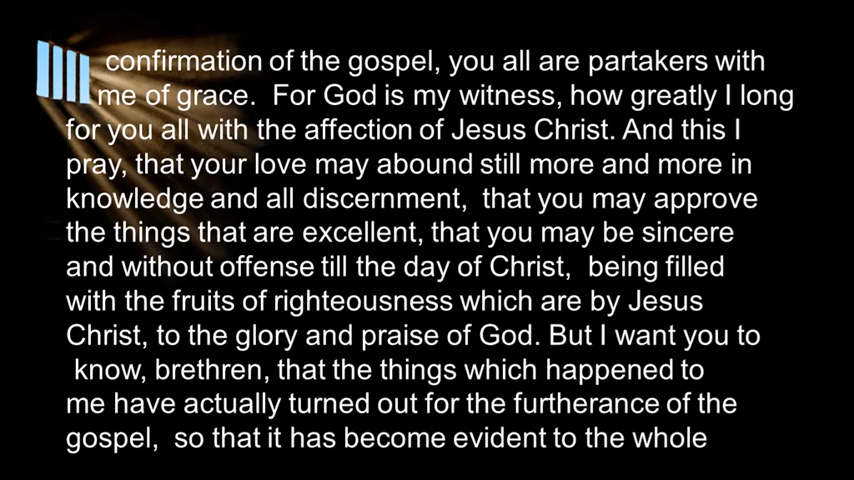 confirmation of the gospel, you all are partakers with
me of grace. For God is my witness, how greatly I long
for you all with the affection of Jesus Christ. And this I
pray, that your love may abound still more and more in
knowledge and all discernment, that you may approve
the things that are excellent, that you may be sincere
and without offense till the day of Christ, being filled
with the fruits of righteousness which are by Jesus
Christ, to the glory and praise of God. But I want you to
know, brethren, that the things which happened to
me have actually turned out for the furtherance of the
gospel, so that it has become evident to the whole